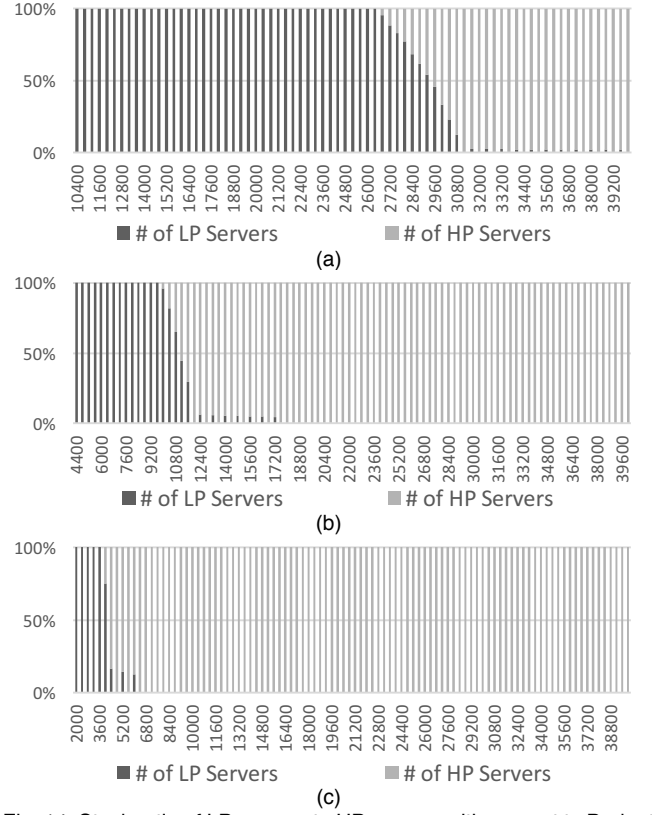 100%
50%
0%
10400 11600 12800 14000 15200 16400 17600 18800 20000 21200 22400 23600 24800 26000 27200 28400 29600 30800 32000 33200 34400 35600 36800 38000 39200
# of LP Servers # of HP Servers
(a)
100%
50%
0%
4400 6000 7600 9200 10800 12400 14000 15600 17200 18800 20400 22000 23600 25200 26800 28400 30000 31600 33200 34800 36400 38000 39600
# of LP Servers # of HP Servers
(b)
100%
50%
0%
2000 3600 5200 6800 8400 10000 11600 13200 14800 16400 18000 19600 21200 22800 24400 26000 27600 29200 30800 32400 34000 35600 37200 38800
# of LP Servers # of HP Servers
(c)